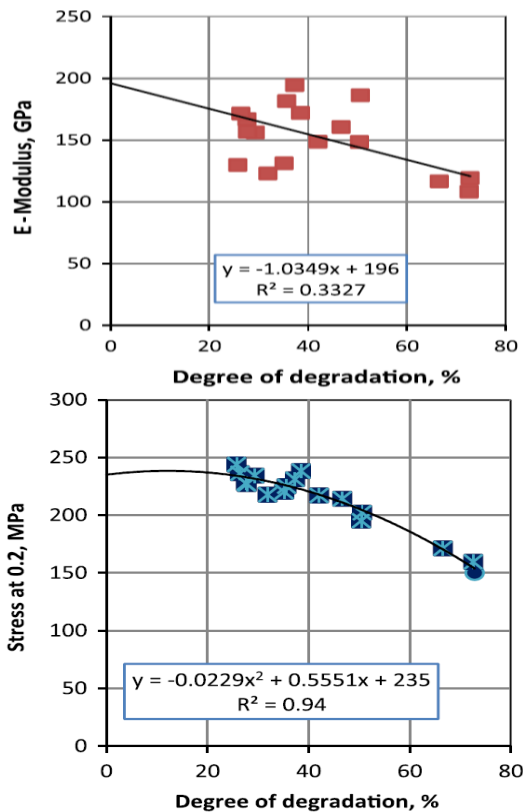 250
200
150
100
50
0
E-Modulus, GPa
y = -1.0349x + 196
R² = 0.3327
0 20 40 60 80
Degree of degradation, %
300
250
200
150
100
50
0
Stress at 0.2, MPa
y = -0.0229x² + 0.5551x + 235
R² = 0.94
0 20 40 60 80
Degree of degradation, %